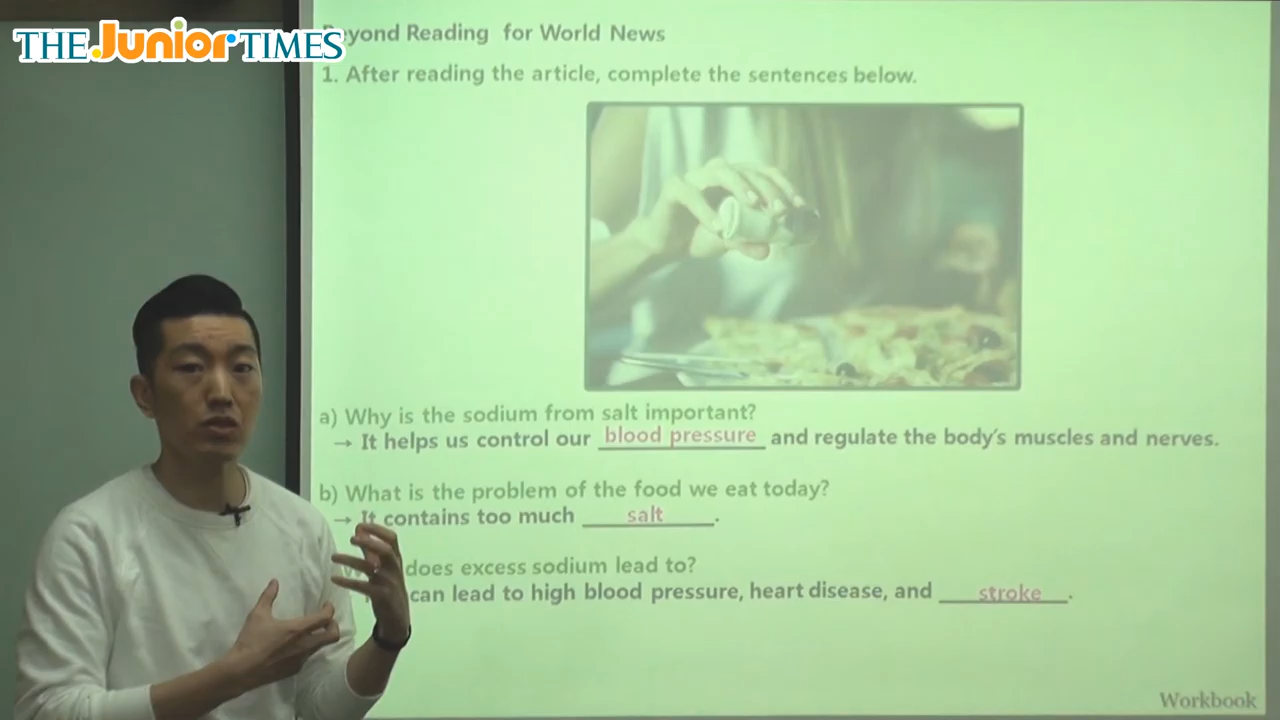 THE Junior TIMES
yond Reading for World News
1. After reading the article, complete the sentences below.
a) Why is the sodium from salt important?
→ It helps us control our blood pressure and regulate the body's muscles and nerves.
b) What is the problem of the food we eat today?
→ It contains too much salt.
does excess sodium lead to?
can lead to high blood pressure, heart disease, and stroke.
Workbook